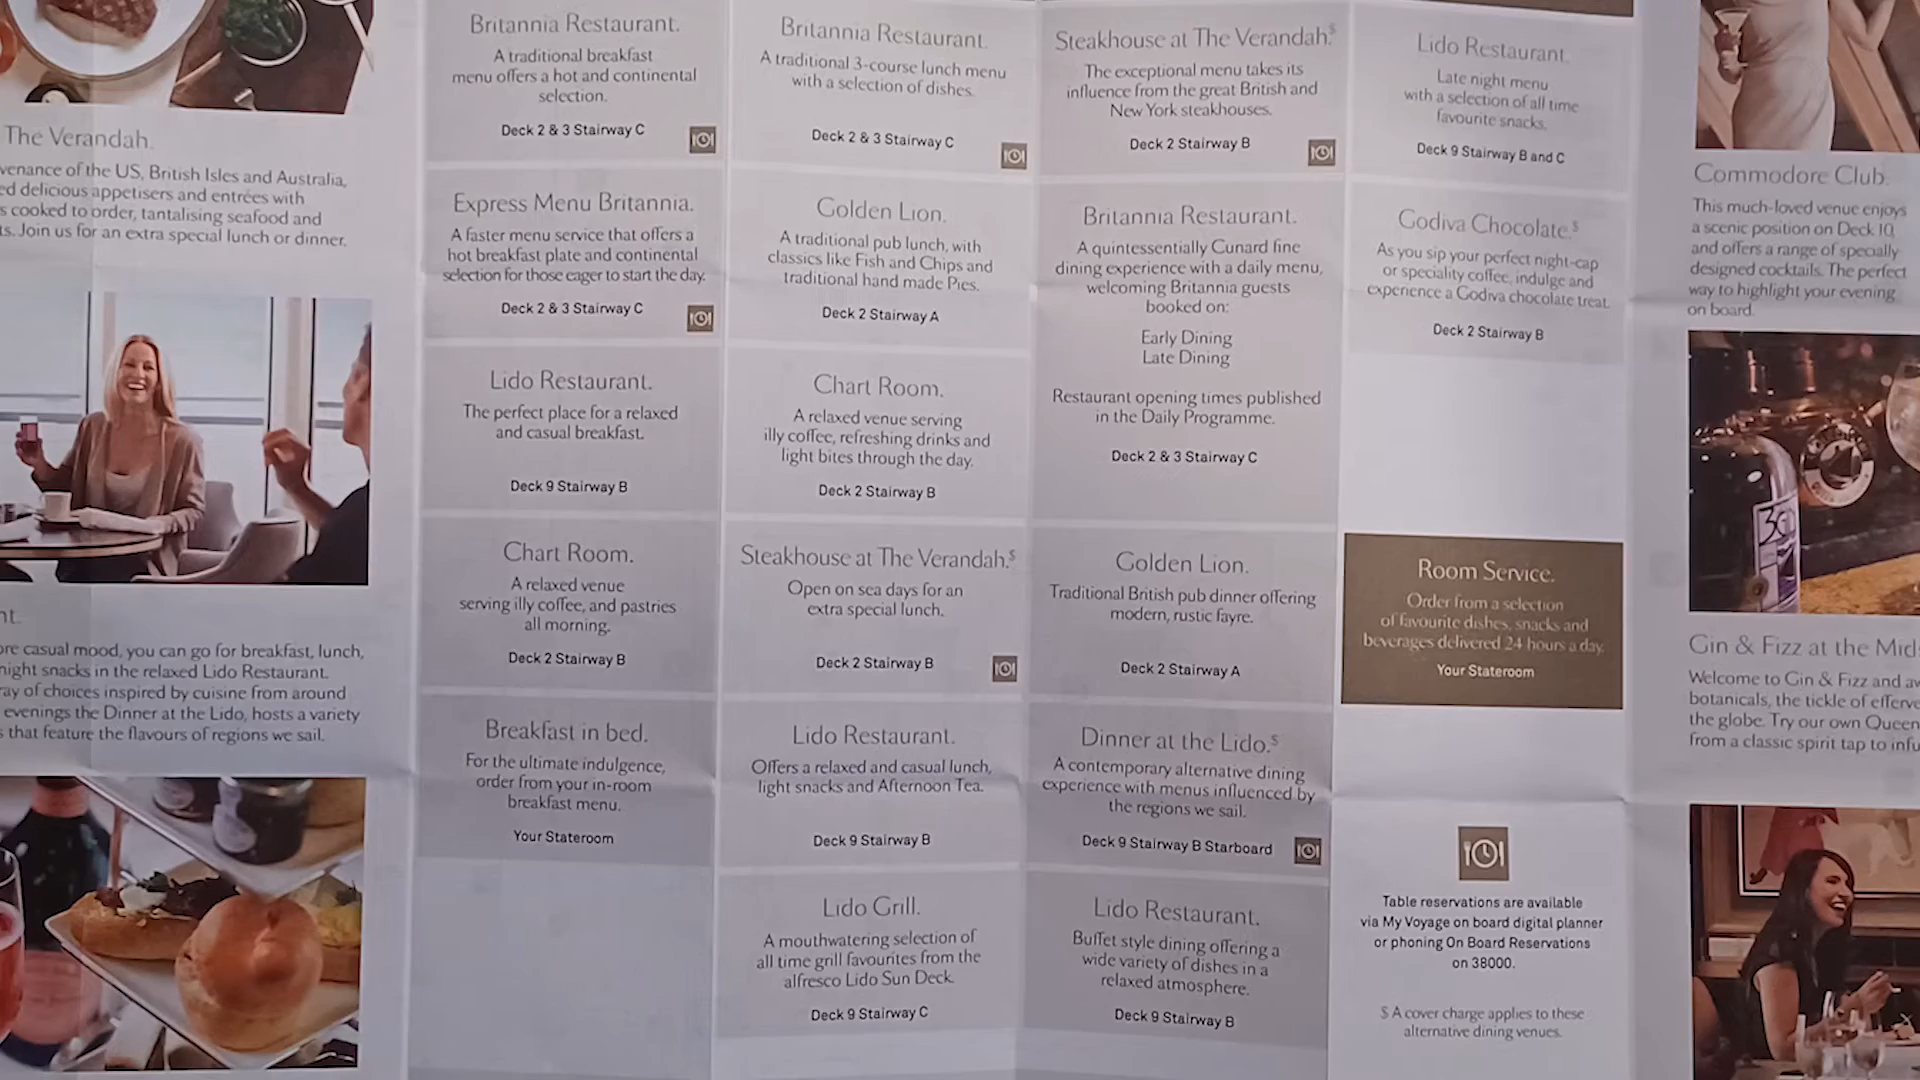 The Verandah.
venance of the US, British Isles and Australia,
ed delicious appetisers and entrées with
s cooked to order, tantalising seafood and
ts. Join us for an extra special lunch or dinner.
nt.
ore casual mood, you can go for breakfast, lunch,
night snacks in the relaxed Lido Restaurant.
ray of choices inspired by cuisine from around
evenings the Dinner at the Lido, hosts a variety
s that feature the flavours of regions we sail.
Britannia Restaurant.
A traditional breakfast
menu offers a hot and continental
selection.
Deck 2 & 3 Stairway C
Express Menu Britannia.
A faster menu service that offers a
hot breakfast plate and continental
selection for those eager to start the day.
Deck 2 & 3 Stairway C
Lido Restaurant.
The perfect place for a relaxed
and casual breakfast.
Deck 9 Stairway B
Chart Room.
A relaxed venue
serving illy coffee, and pastries
all morning.
Deck 2 Stairway B
Breakfast in bed.
For the ultimate indulgence,
order from your in-room
breakfast menu.
Your Stateroom
Britannia Restaurant.
A traditional 3-course lunch menu
with a selection of dishes.
Deck 2 & 3 Stairway C
Golden Lion.
A traditional pub lunch, with
classics like Fish and Chips and
traditional hand made Pies.
Deck 2 Stairway A
Chart Room.
A relaxed venue serving
illy coffee, refreshing drinks and
light bites through the day.
Deck 2 Stairway B
Steakhouse at The Verandah.$
Open on sea days for an
extra special lunch.
Deck 2 Stairway B
Lido Restaurant.
Offers a relaxed and casual lunch,
light snacks and Afternoon Tea.
Deck 9 Stairway B
Lido Grill.
A mouthwatering selection of
all time grill favourites from the
alfresco Lido Sun Deck.
Deck 9 Stairway C
Steakhouse at The Verandah.$
The exceptional menu takes its
influence from the great British and
New York steakhouses.
Deck 2 Stairway B
Britannia Restaurant.
A quintessentially Cunard fine
dining experience with a daily menu,
welcoming Britannia guests
booked on:
Early Dining
Late Dining
Restaurant opening times published
in the Daily Programme.
Deck 2 & 3 Stairway C
Golden Lion.
Traditional British pub dinner offering
modern, rustic fayre.
Deck 2 Stairway A
Dinner at the Lido.$
A contemporary alternative dining
experience with menus influenced by
the regions we sail.
Deck 9 Stairway B Starboard
Lido Restaurant.
Buffet style dining offering a
wide variety of dishes in a
relaxed atmosphere.
Deck 9 Stairway B
Lido Restaurant.
Late night menu
with a selection of all time
favourite snacks.
Deck 9 Stairway B and C
Godiva Chocolate.$
As you sip your perfect night-cap
or speciality coffee, indulge and
experience a Godiva chocolate treat.
Deck 2 Stairway B
Room Service.
Order from a selection
of favourite dishes, snacks and
beverages delivered 24 hours a day.
Your Stateroom
Table reservations are available
via My Voyage on board digital planner
or phoning On Board Reservations
on 38000.
$ A cover charge applies to these
alternative dining venues.
Commodore Club.
This much-loved venue enjoys
a scenic position on Deck 10,
and offers a range of specially
designed cocktails. The perfect
way to highlight your evening
on board.
Gin & Fizz at the Mid
Welcome to Gin & Fizz and aw
botanicals, the tickle of efferve
the globe. Try our own Queen
from a classic spirit tap to infu